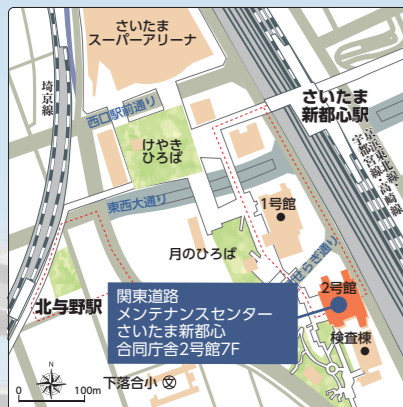 さいたま
スーパーアリーナ
埼京線
西口駅前通り
さいたま
新都心駅
けやき
ひろば
京浜東北線・
宇都宮線・高崎線
東西大通り
1号館
月のひろば
せせらぎ通り
北与野駅
2号館
関東道路
メンテナンスセンター
さいたま新都心
合同庁舎2号館7F
検査棟
N
下落合小 文
0 100m